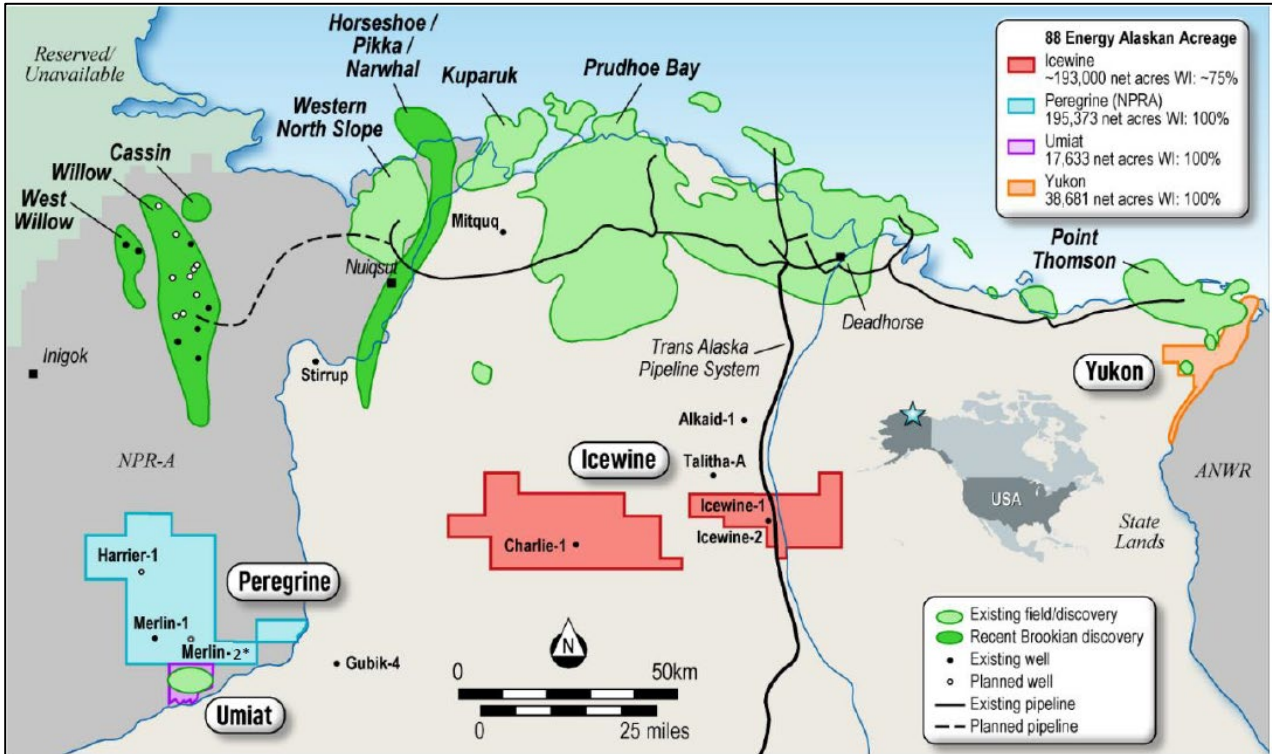 Reserved/
Unavailable
Horseshoe /
Pikka /
Narwhal
Kuparuk
Prudhoe Bay
Western
North Slope
Cassin
Willow
West
Willow
88 Energy Alaskan Acreage
Icewine
~193,000 net acres WI: ~75%
Peregrine (NPRA)
195,373 net acres WI: 100%
Umiat
17,633 net acres WI: 100%
Yukon
38,681 net acres WI: 100%
Mitquq
Nuiqsut
Point
Thomson
Deadhorse
Inigok
Stirrup
Trans Alaska
Pipeline System
Yukon
Alkaid-1
NPR-A
Icewine
Talitha-A
ANWR
USA
Icewine-1
Icewine-2
State
Lands
Charlie-1
Harrier-1
Peregrine
Merlin-1
Merlin-2*
Gubik-4
Umiat
N
0
50km
0
25 miles
Existing field/discovery
Recent Brookian discovery
Existing well
Planned well
Existing pipeline
Planned pipeline